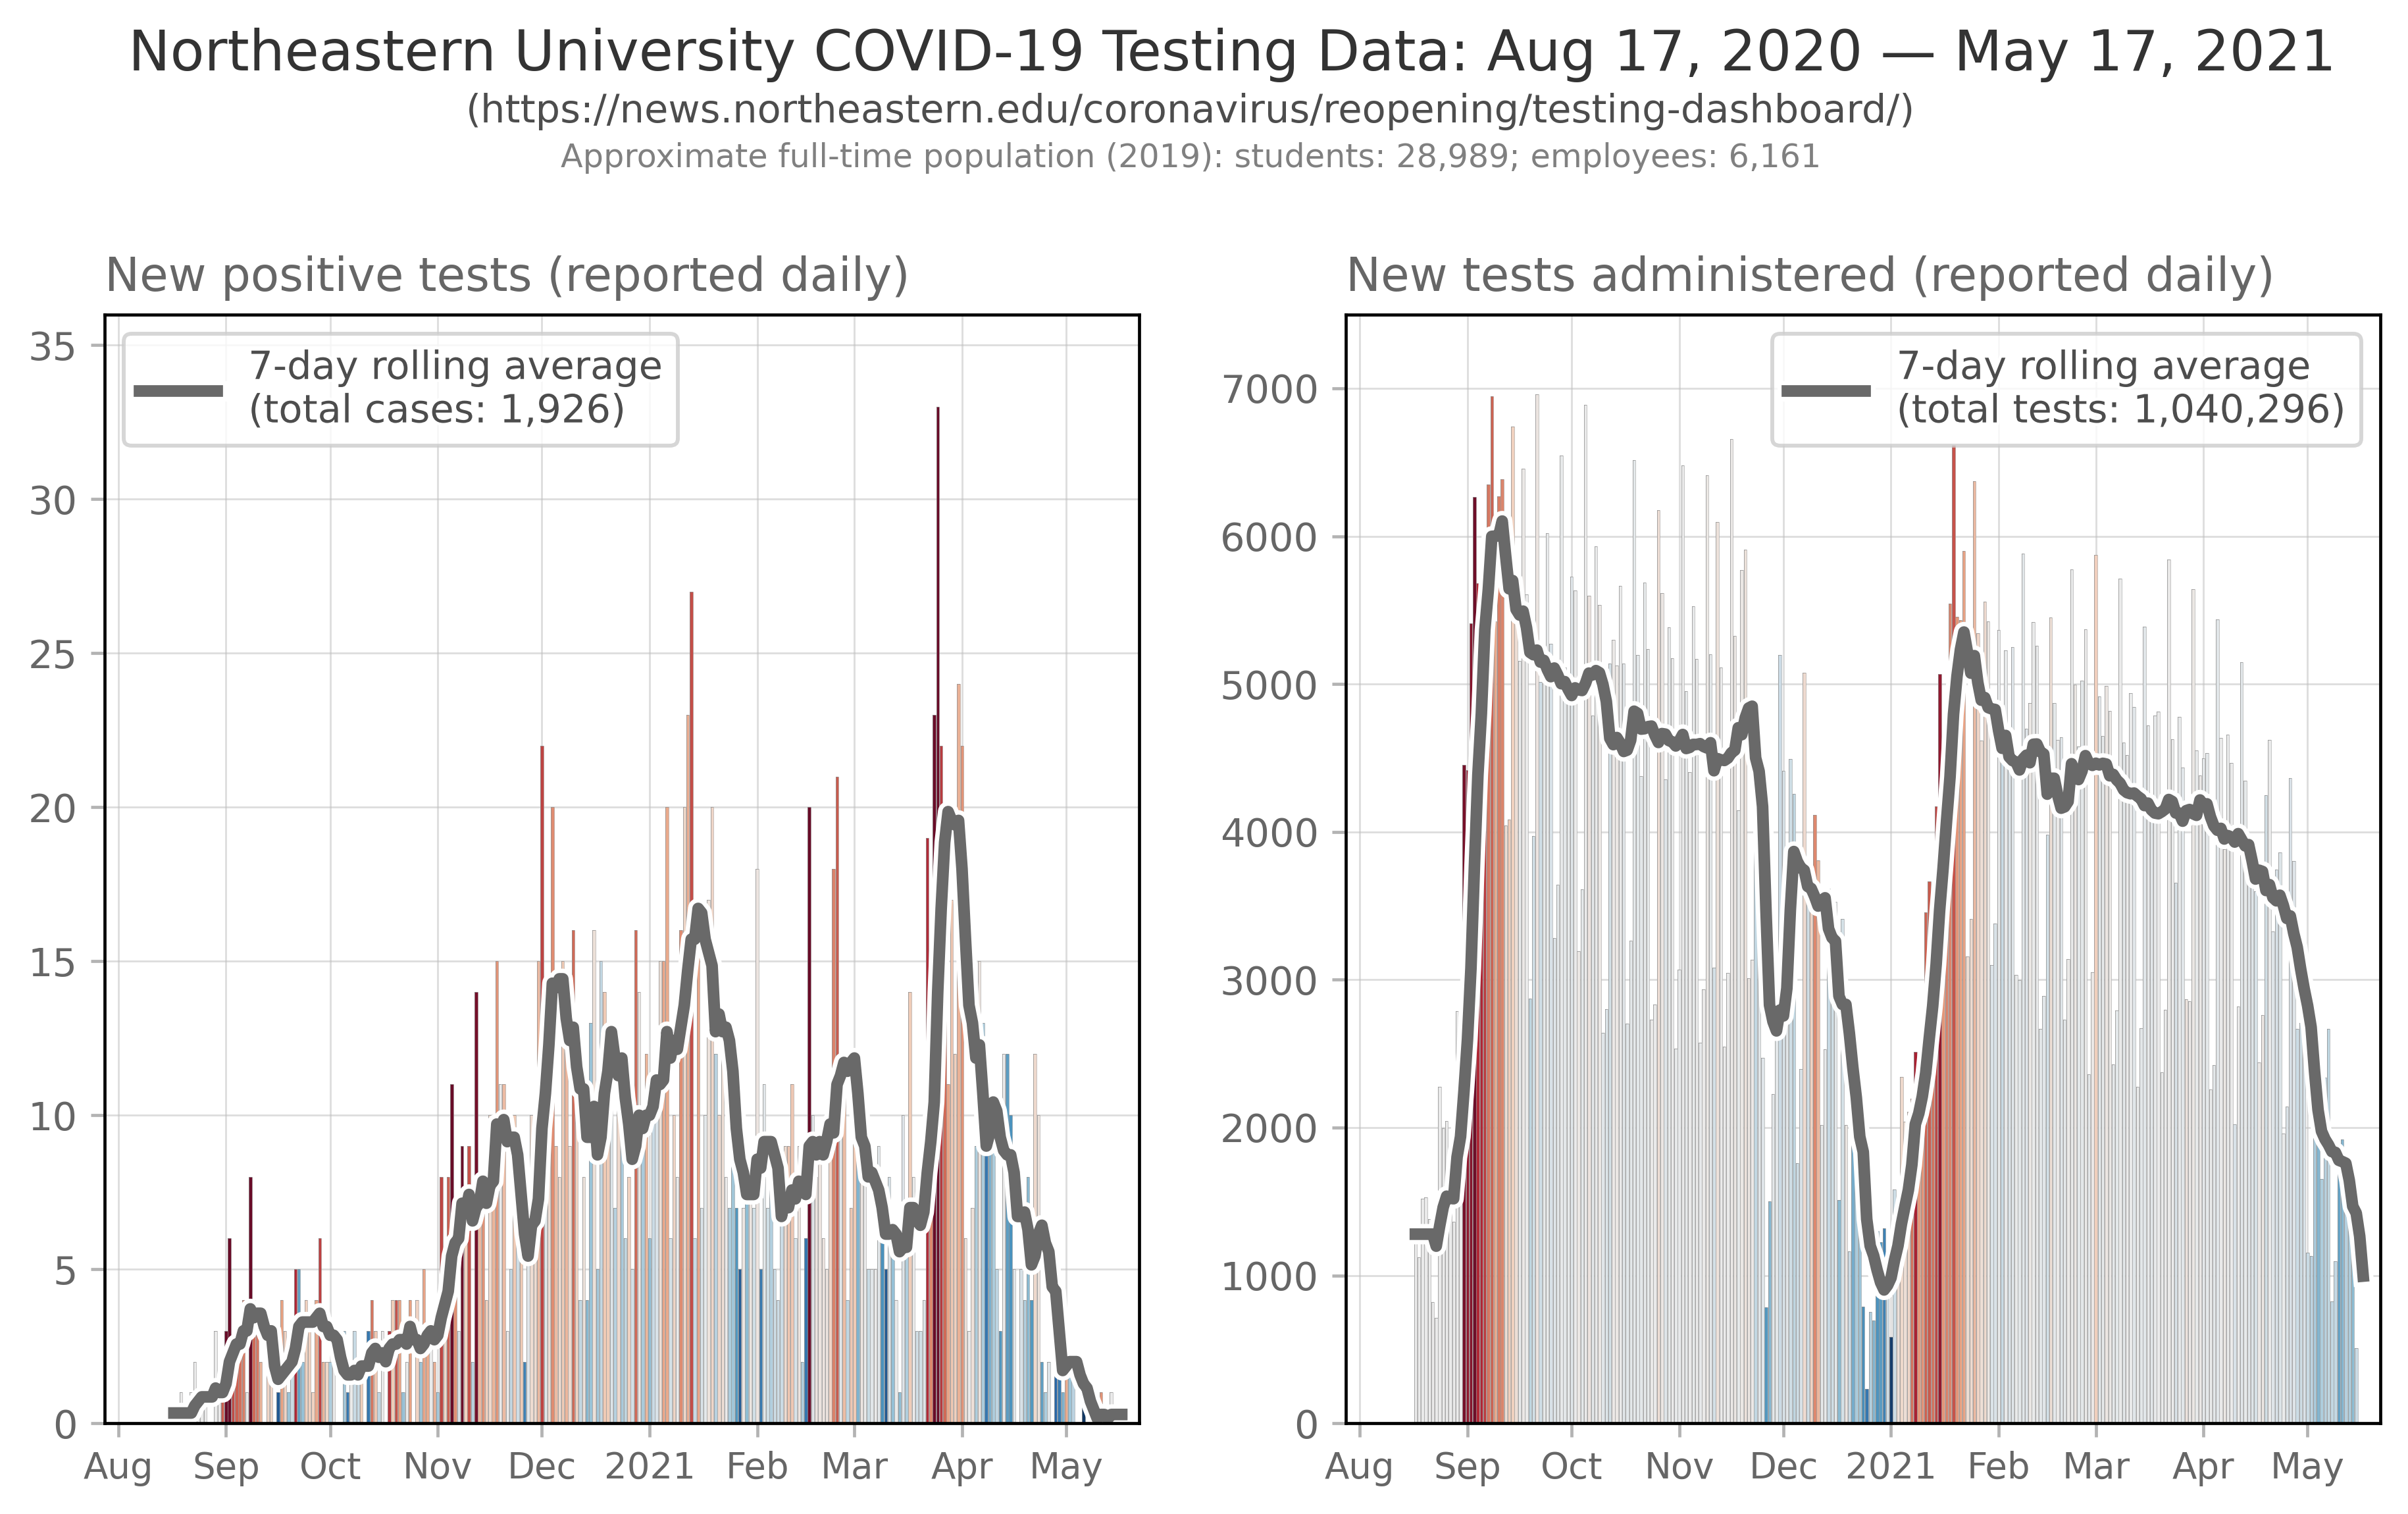 Northeastern University COVID-19 Testing Data: Aug 17, 2020 — May 17, 2021
(https://news.northeastern.edu/coronavirus/reopening/testing-dashboard/)
Approximate full-time population (2019): students: 28,989; employees: 6,161
New positive tests (reported daily)
7-day rolling average
(total cases: 1,926)
35
30
25
20
15
10
5
0
Aug Sep Oct Nov Dec 2021 Feb Mar Apr May
New tests administered (reported daily)
7-day rolling average
(total tests: 1,040,296)
7000
6000
5000
4000
3000
2000
1000
0
Aug Sep Oct Nov Dec 2021 Feb Mar Apr May